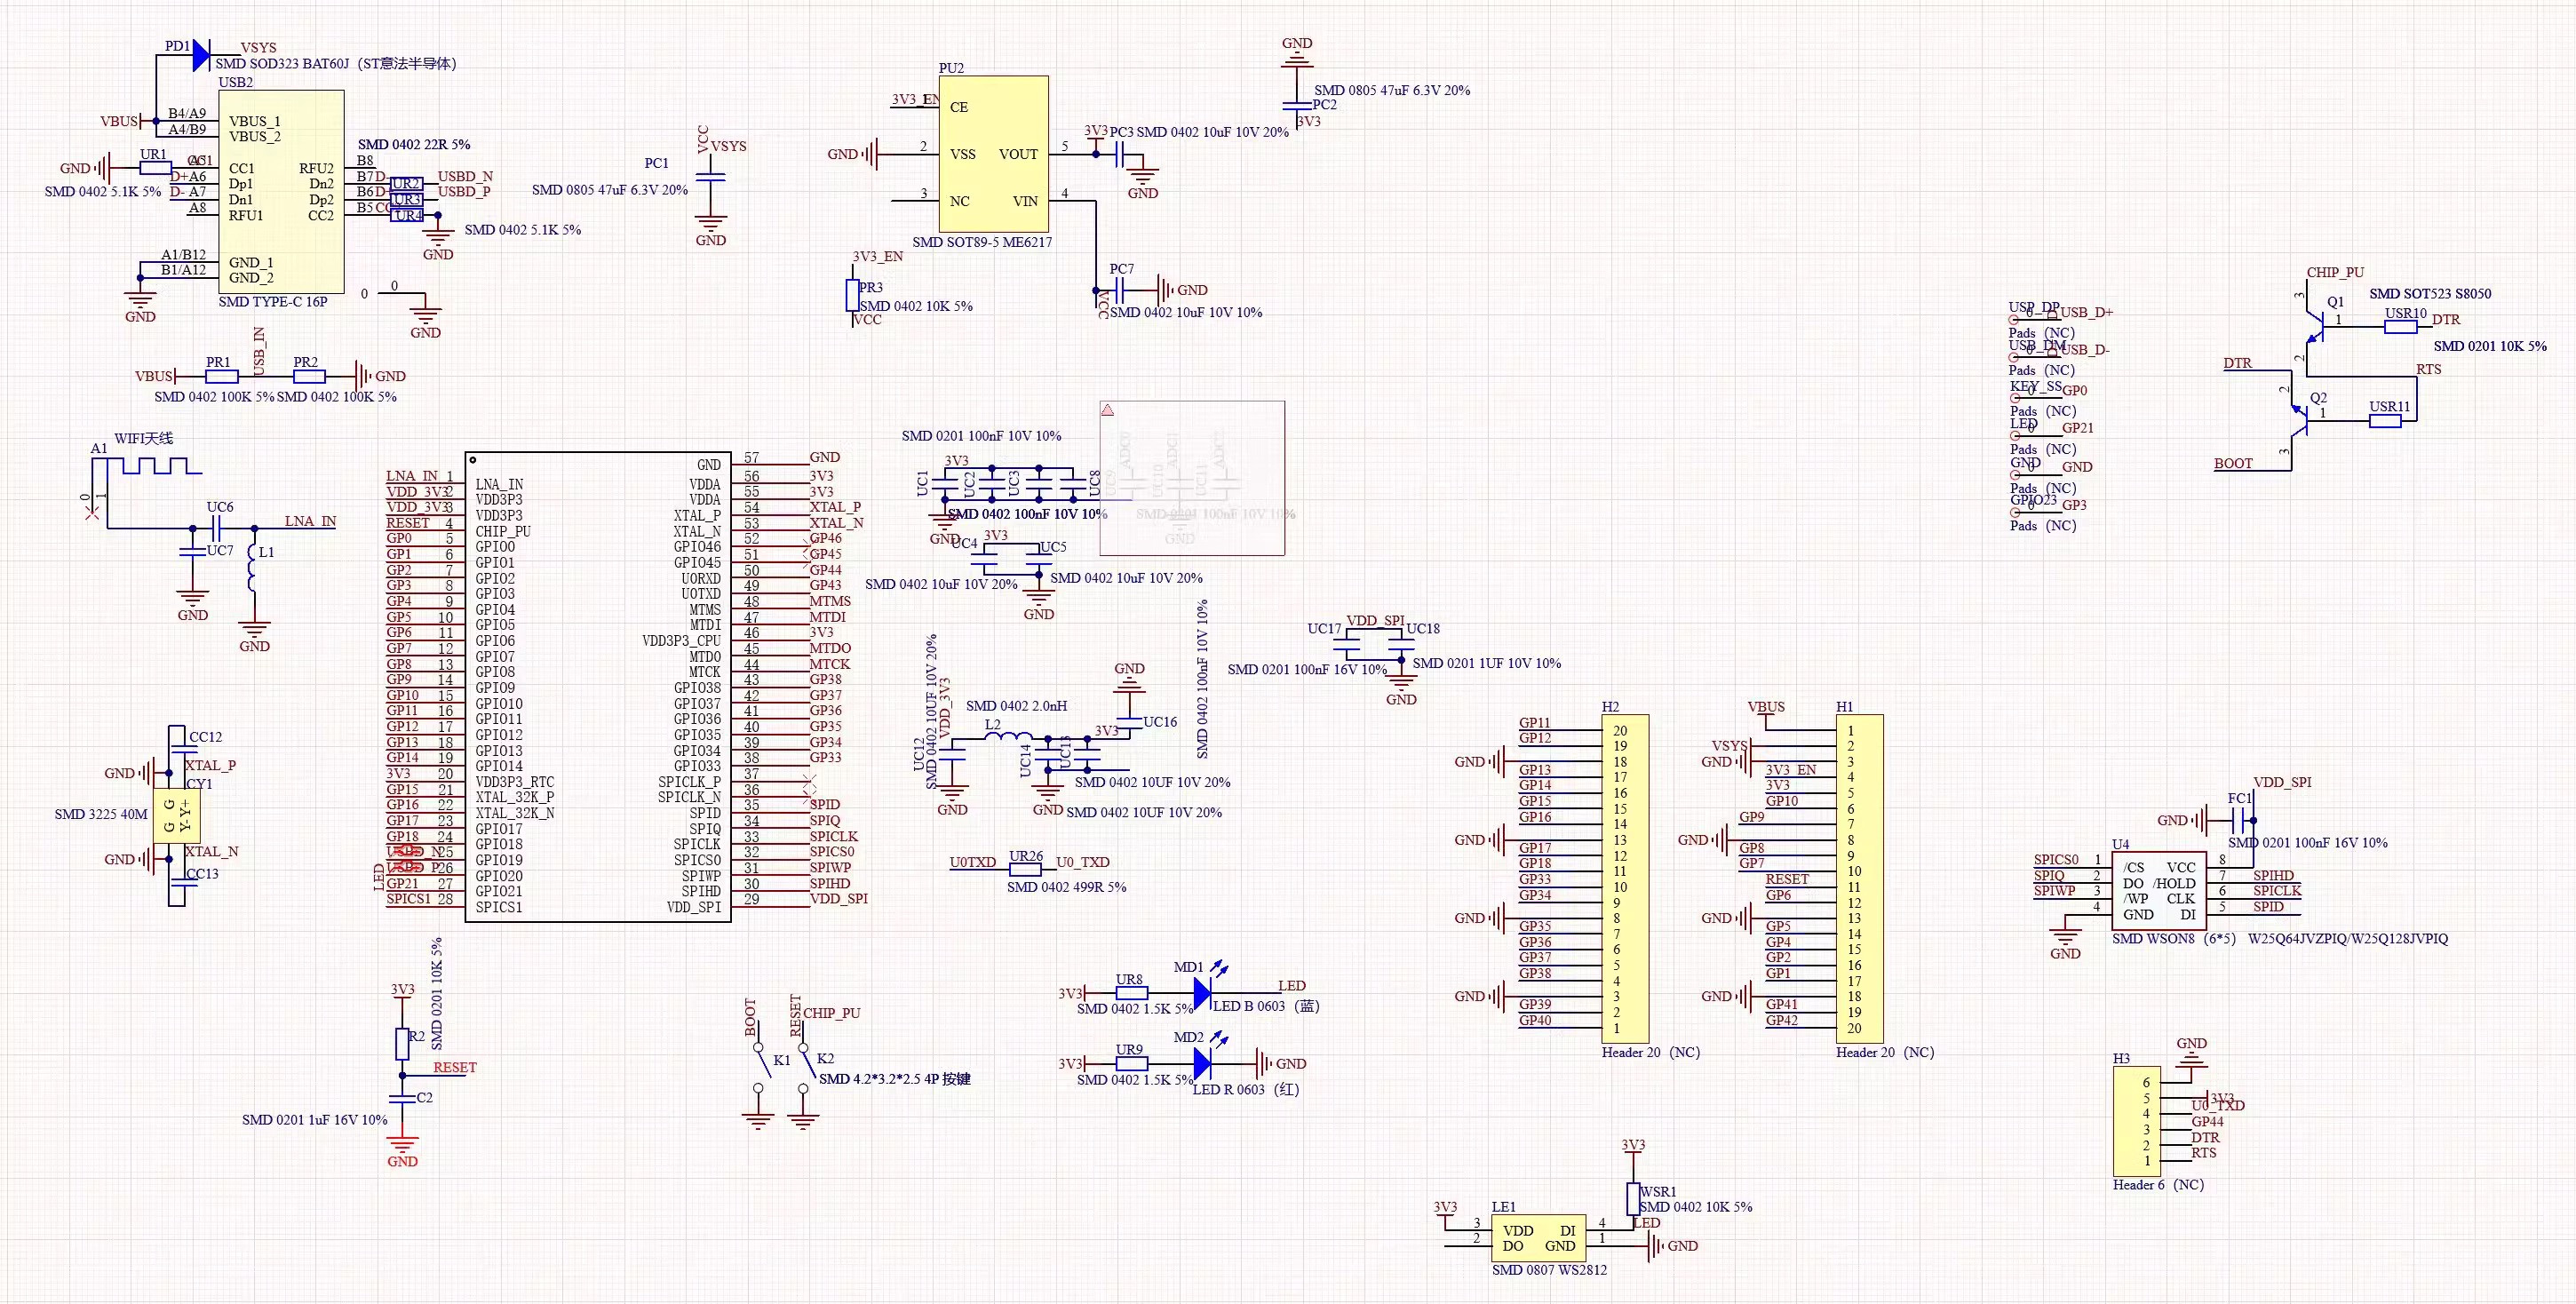 PD1
VSYS
SMD SOD323 BAT60J（ST意法半导体）
USB2
VBUS
B4/A9
A4/B9
VBUS_1
VBUS_2
GND
UR1
SMD 0402 5.1K 5%
CC1
D+ A6
Dp1
D- A7
Dn1
A8
RFU1
RFU2
B8
Dn2
B7
Dp2
B6
CC2
B5
UR2
USBD_N
UR3
USBD_P
UR4
SMD 0402 22R 5%
SMD 0402 5.1K 5%
GND
A1/B12
GND_1
B1/A12
GND_2
GND
SMD TYPE-C 16P
0
0
GND
VBUS
PR1
USB_IN
PR2
GND
SMD 0402 100K 5%
SMD 0402 100K 5%
PC1
VCC
VSYS
SMD 0805 47uF 6.3V 20%
GND
PU2
3V3_EN
1
CE
GND
2
VSS
3
NC
VOUT
5
VIN
4
3V3
PC3
SMD 0402 10uF 10V 20%
GND
SMD SOT89-5 ME6217
PC7
GND
VCC
SMD 0402 10uF 10V 10%
3V3_EN
PR3
SMD 0402 10K 5%
VCC
GND
SMD 0805 47uF 6.3V 20%
PC2
3V3
USB_D+
Pads（NC）
USB_DM
USB_D-
Pads（NC）
KEY_SS
GP0
Pads（NC）
LED
GP21
Pads（NC）
GND
GND
Pads（NC）
GPIO23
GP3
Pads（NC）
CHIP_PU
3
Q1
1
2
SMD SOT523 S8050
USR10
DTR
SMD 0201 10K 5%
DTR
RTS
2
Q2
1
3
USR11
BOOT
WIFI天线
A1
0
1
UC6
LNA_IN
UC7
L1
GND
GND
CC12
GND
XTAL_P
CY1
SMD 3225 40M
G G
Y- Y+
GND
XTAL_N
CC13
LNA_IN 1 LNA_IN
VDD_3V3 2 VDD3P3
VDD_3V3 3 VDD3P3
RESET 4 CHIP_PU
GP0 5 GPIO0
GP1 6 GPIO1
GP2 7 GPIO2
GP3 8 GPIO3
GP4 9 GPIO4
GP5 10 GPIO5
GP6 11 GPIO6
GP7 12 GPIO7
GP8 13 GPIO8
GP9 14 GPIO9
GP10 15 GPIO10
GP11 16 GPIO11
GP12 17 GPIO12
GP13 18 GPIO13
GP14 19 GPIO14
3V3 20 VDD3P3_RTC
GP15 21 XTAL_32K_P
GP16 22 XTAL_32K_N
GP17 23 GPIO17
GP18 24 GPIO18
USBD_N 25 GPIO19
USBD_P 26 GPIO20
LED
GP21 27 GPIO21
SPICS1 28 SPICS1
GND 57 GND
VDDA 56 3V3
VDDA 55 3V3
XTAL_P 54 XTAL_P
XTAL_N 53 XTAL_N
GPIO46 52 GP46
GPIO45 51 GP45
U0RXD 50 GP44
U0TXD 49 GP43
MTMS 48 MTMS
MTDI 47 MTDI
VDD3P3_CPU 46 3V3
MTDO 45 MTDO
MTCK 44 MTCK
GPIO38 43 GP38
GPIO37 42 GP37
GPIO36 41 GP36
GPIO35 40 GP35
GPIO34 39 GP34
GPIO33 38 GP33
SPICLK_P 37
SPICLK_N 36
SPID 35 SPID
SPIQ 34 SPIQ
SPICLK 33 SPICLK
SPICS0 32 SPICS0
SPIWP 31 SPIWP
SPIHD 30 SPIHD
VDD_SPI 29 VDD_SPI
SMD 0201 100nF 10V 10%
3V3
UC1
UC2
UC3
UC8
GND
SMD 0402 100nF 10V 10%
3V3
UC4
UC5
SMD 0402 10uF 10V 20%
SMD 0402 10uF 10V 20%
GND
UC10
UC11
GND
SMD 0402 10UF 10V 20%
VDD_3V3
UC12
SMD 0402 2.0nH
L2
UC14
3V3
GND
UC16
SMD 0402 100nF 10V 10%
SMD 0402 10UF 10V 20%
GND
GND
SMD 0402 10UF 10V 20%
VDD_SPI
UC17
UC18
SMD 0201 100nF 16V 10%
SMD 0201 1UF 10V 10%
GND
U0TXD
UR26
U0_TXD
SMD 0402 499R 5%
3V3
UR8
MD1
LED
SMD 0402 1.5K 5%
LED B 0603（蓝）
3V3
UR9
MD2
GND
SMD 0402 1.5K 5%
LED R 0603（红）
3V3
R2
SMD 0201 10K 5%
RESET
C2
SMD 0201 1uF 16V 10%
GND
BOOT
K1
RESET
CHIP_PU
K2
SMD 4.2*3.2*2.5 4P 按键
H2
GP11 20
GP12 19
GND 18
GP13 17
GP14 16
GP15 15
GP16 14
GND 13
GP17 12
GP18 11
GP33 10
GP34 9
GND 8
GP35 7
GP36 6
GP37 5
GP38 4
GND 3
GP39 2
GP40 1
Header 20（NC）
H1
VBUS 1
VSYS 2
GND 3
3V3_EN 4
3V3 5
GP10 6
GP9 7
GND 8
GP8 9
GP7 10
RESET 11
GP6 12
GND 13
GP5 14
GP4 15
GP2 16
GP1 17
GND 18
GP41 19
GP42 20
Header 20（NC）
VDD_SPI
FC1
GND
SMD 0201 100nF 16V 10%
U4
SPICS0 1 /CS
SPIQ 2 DO
SPIWP 3 /WP
4 GND
GND
VCC 8
/HOLD 7 SPIHD
CLK 6 SPICLK
DI 5 SPID
SMD WSON8（6*5） W25Q64JVZPIQ/W25Q128JVPIQ
H3
GND
6
5 3V3
4 U0_TXD
3 GP44
2 DTR
1 RTS
Header 6（NC）
3V3
WSR1
SMD 0402 10K 5%
LED
3V3
LE1
3 VDD
2 DO
DI 4
GND 1
GND
SMD 0807 WS2812